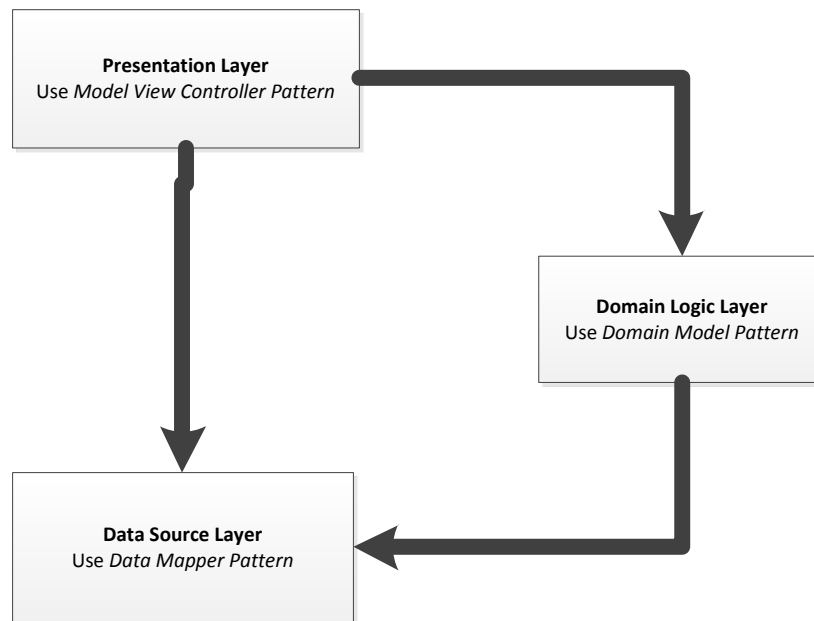 Presentation Layer
Use Model View Controller Pattern
Domain Logic Layer
Use Domain Model Pattern
Data Source Layer
Use Data Mapper Pattern